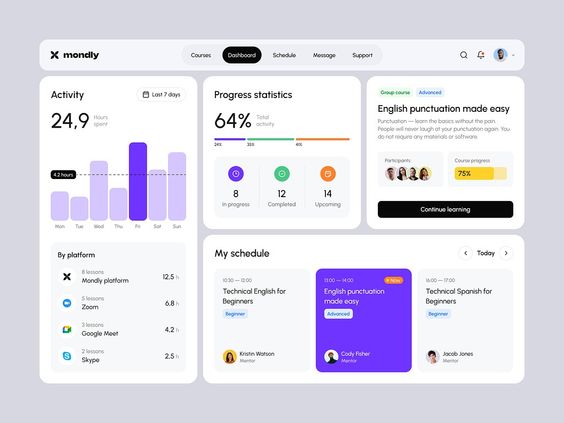 mondly
Courses
Dashboard
Schedule
Message
Support
Activity
Last 7 days
24,9
Hours
spent
4.2 hours
Mon
Tue
Wed
Thu
Fri
Sat
Sun
By platform
8 lessons
Mondly platform
12,5 h
5 lessons
Zoom
6,8 h
3 lessons
Google Meet
4,2 h
2 lessons
Skype
2,5 h
Progress statistics
64%
Total
activity
24%
35%
41%
8
In progress
12
Completed
14
Upcoming
Group course
Advanced
English punctuation made easy
Punctuation — learn the basics without the pain.
People will never laugh at your punctuation again. You
do not require any materials or software.
Participants
Course progress
75%
Continue learning
My schedule
Today
10:30 — 12:00
Technical English for
Beginners
Beginner
Kristin Watson
Mentor
13:00 — 14:00
Now
English punctuation
made easy
Advanced
Cody Fisher
Mentor
16:00 — 17:00
Technical Spanish for
Beginners
Beginner
Jacob Jones
Mentor